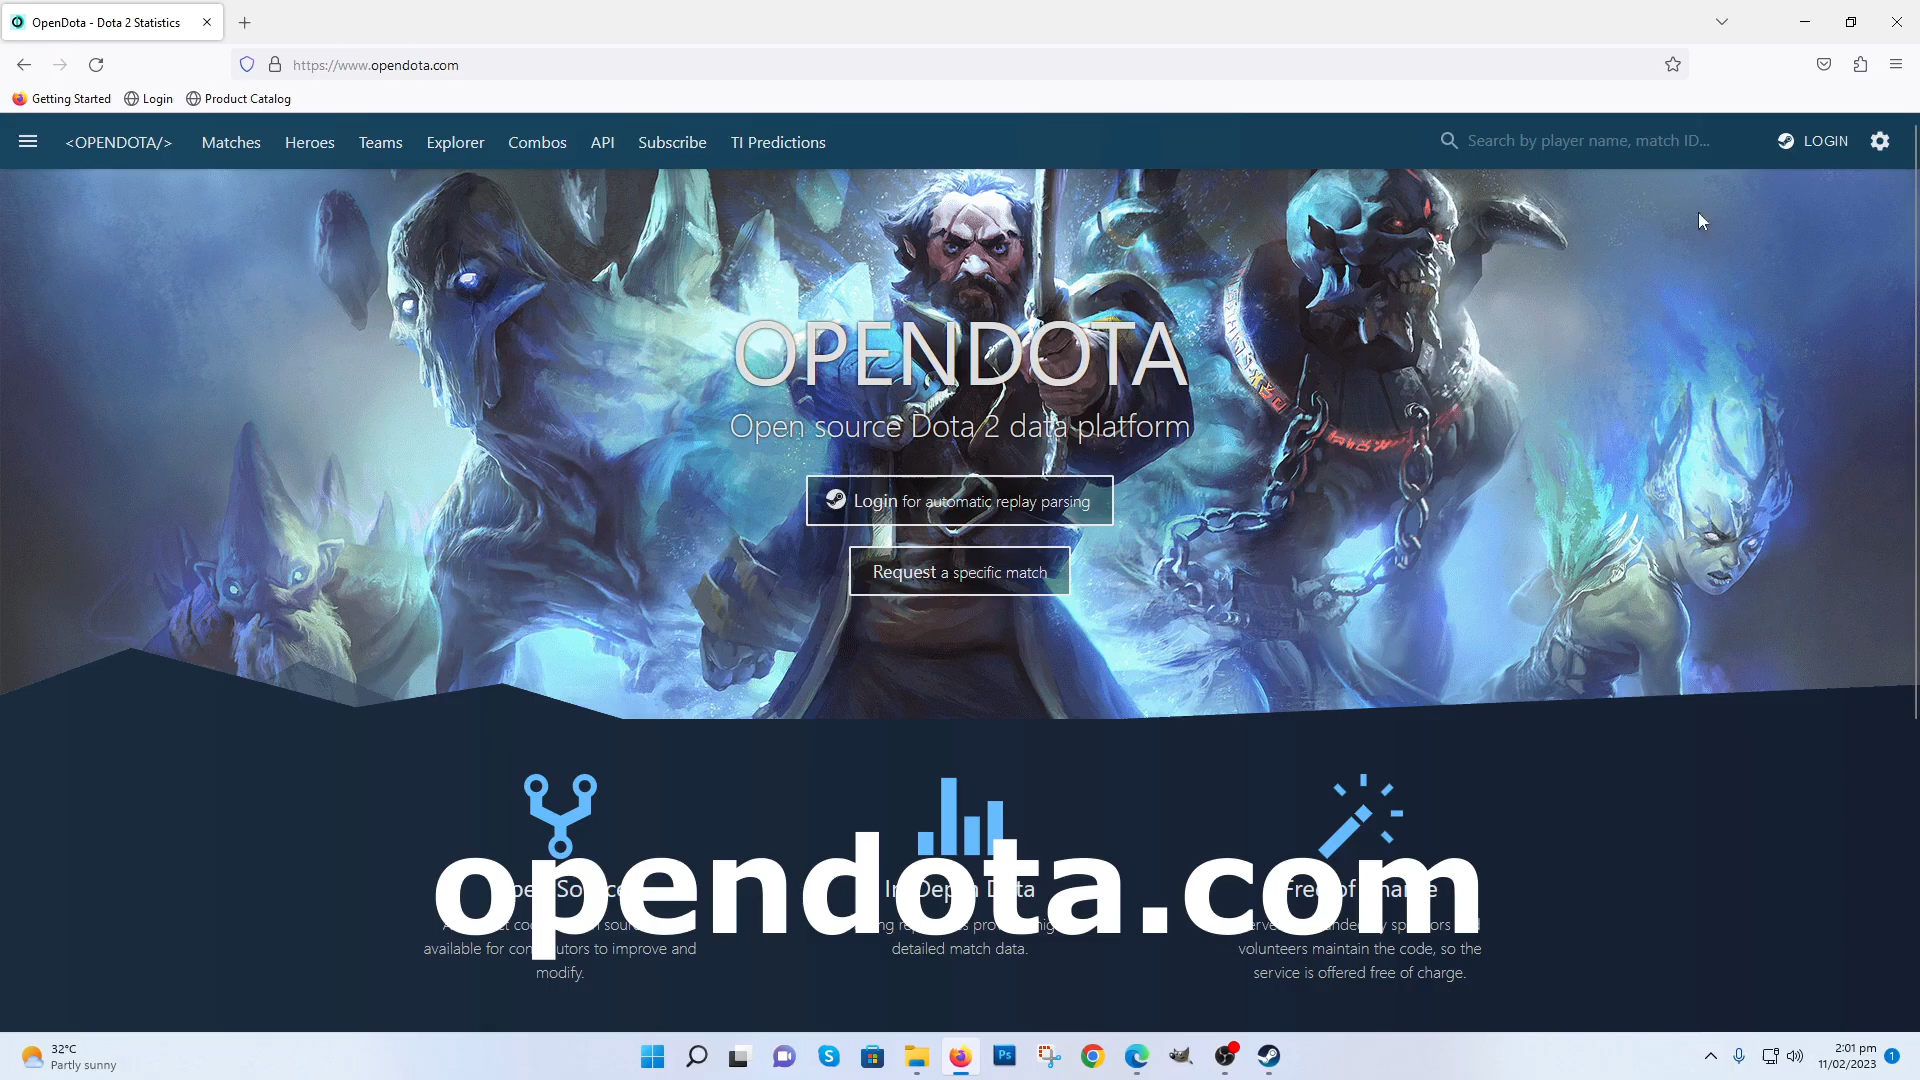 OpenDota - Dota 2 Statistics
https://www.opendota.com
Getting Started Login Product Catalog
<OPENDOTA/> Matches Heroes Teams Explorer Combos API Subscribe TI Predictions Search by player name, match ID... LOGIN
OPENDOTA
Open source Dota 2 data platform
Login for automatic replay parsing
Request a specific match
opendota.com
available for contributors to improve and
modify.
detailed match data.
volunteers maintain the code, so the
service is offered free of charge.
32°C
Partly sunny
2:01 pm
11/02/2023
1